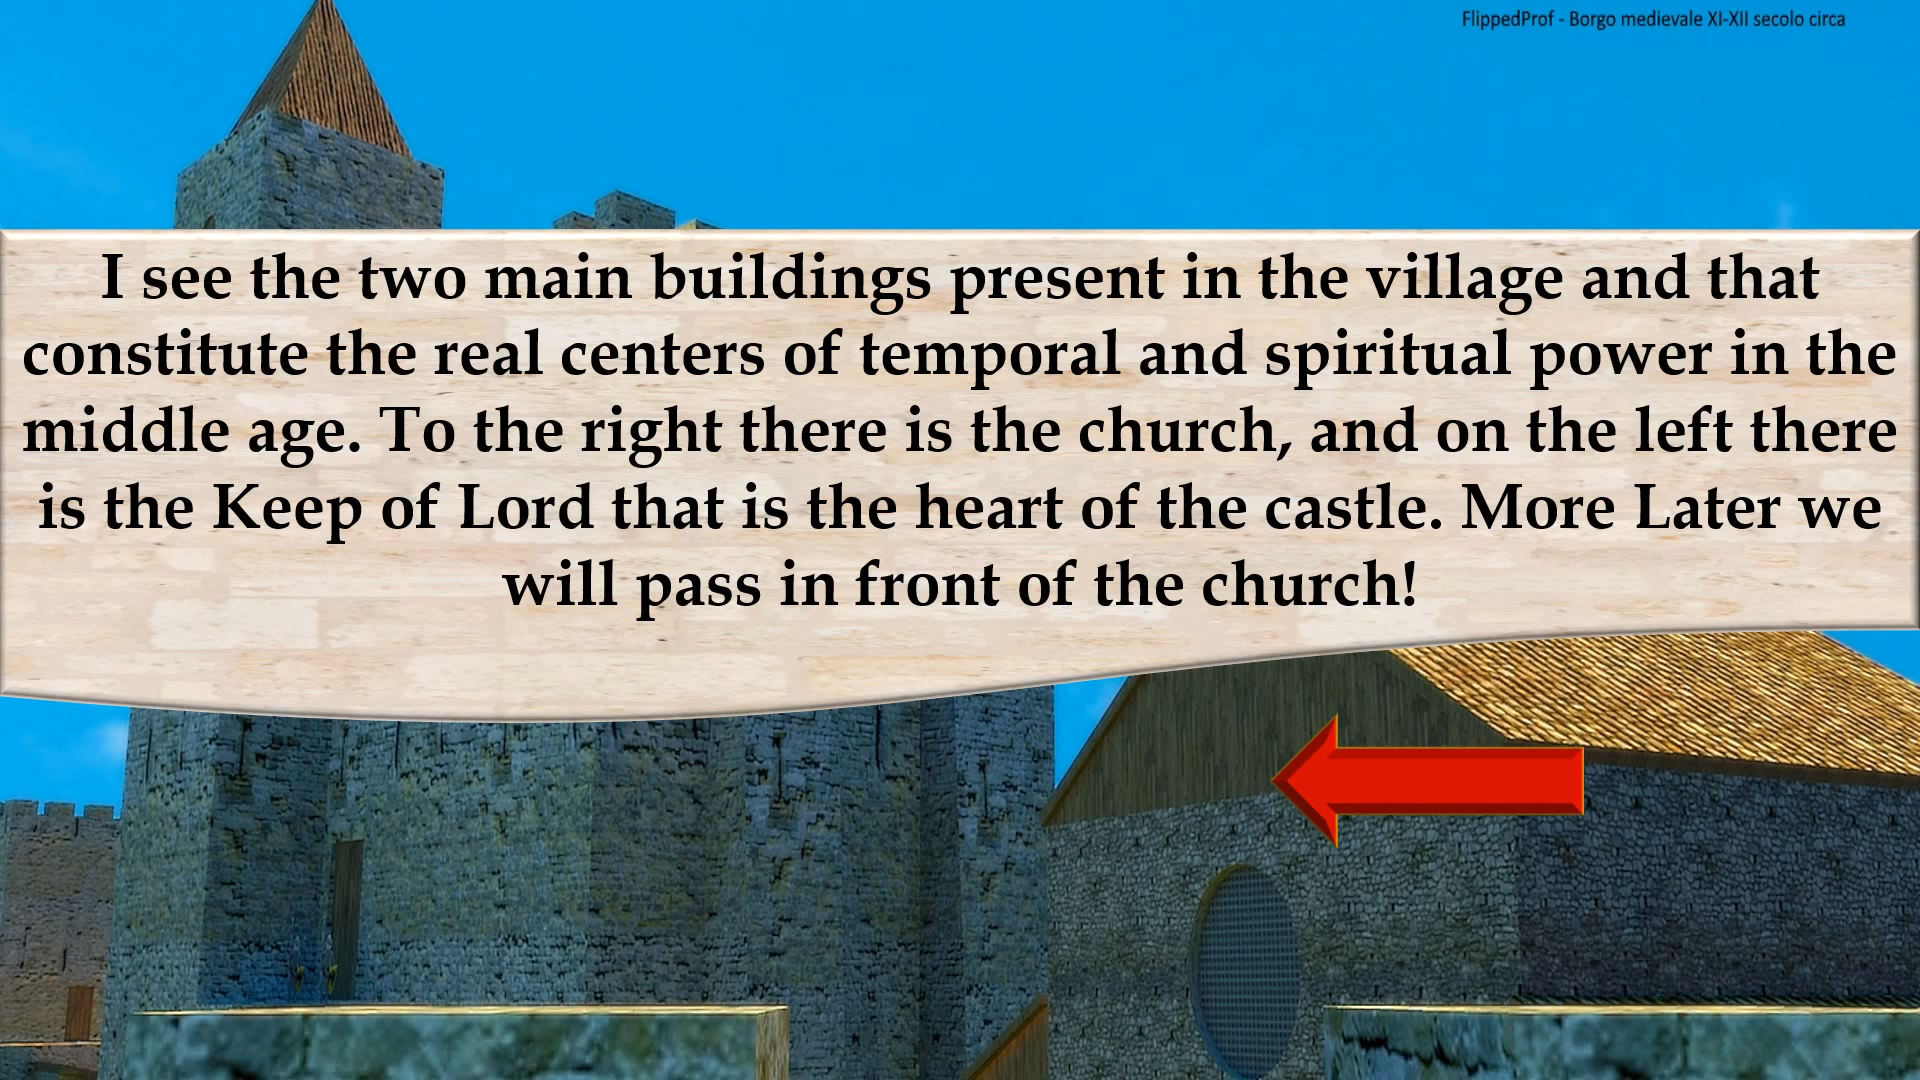 FlippedProf - Borgo medievale XI-XII secolo circa
I see the two main buildings present in the village and that
constitute the real centers of temporal and spiritual power in the
middle age. To the right there is the church, and on the left there
is the Keep of Lord that is the heart of the castle. More Later we
will pass in front of the church!